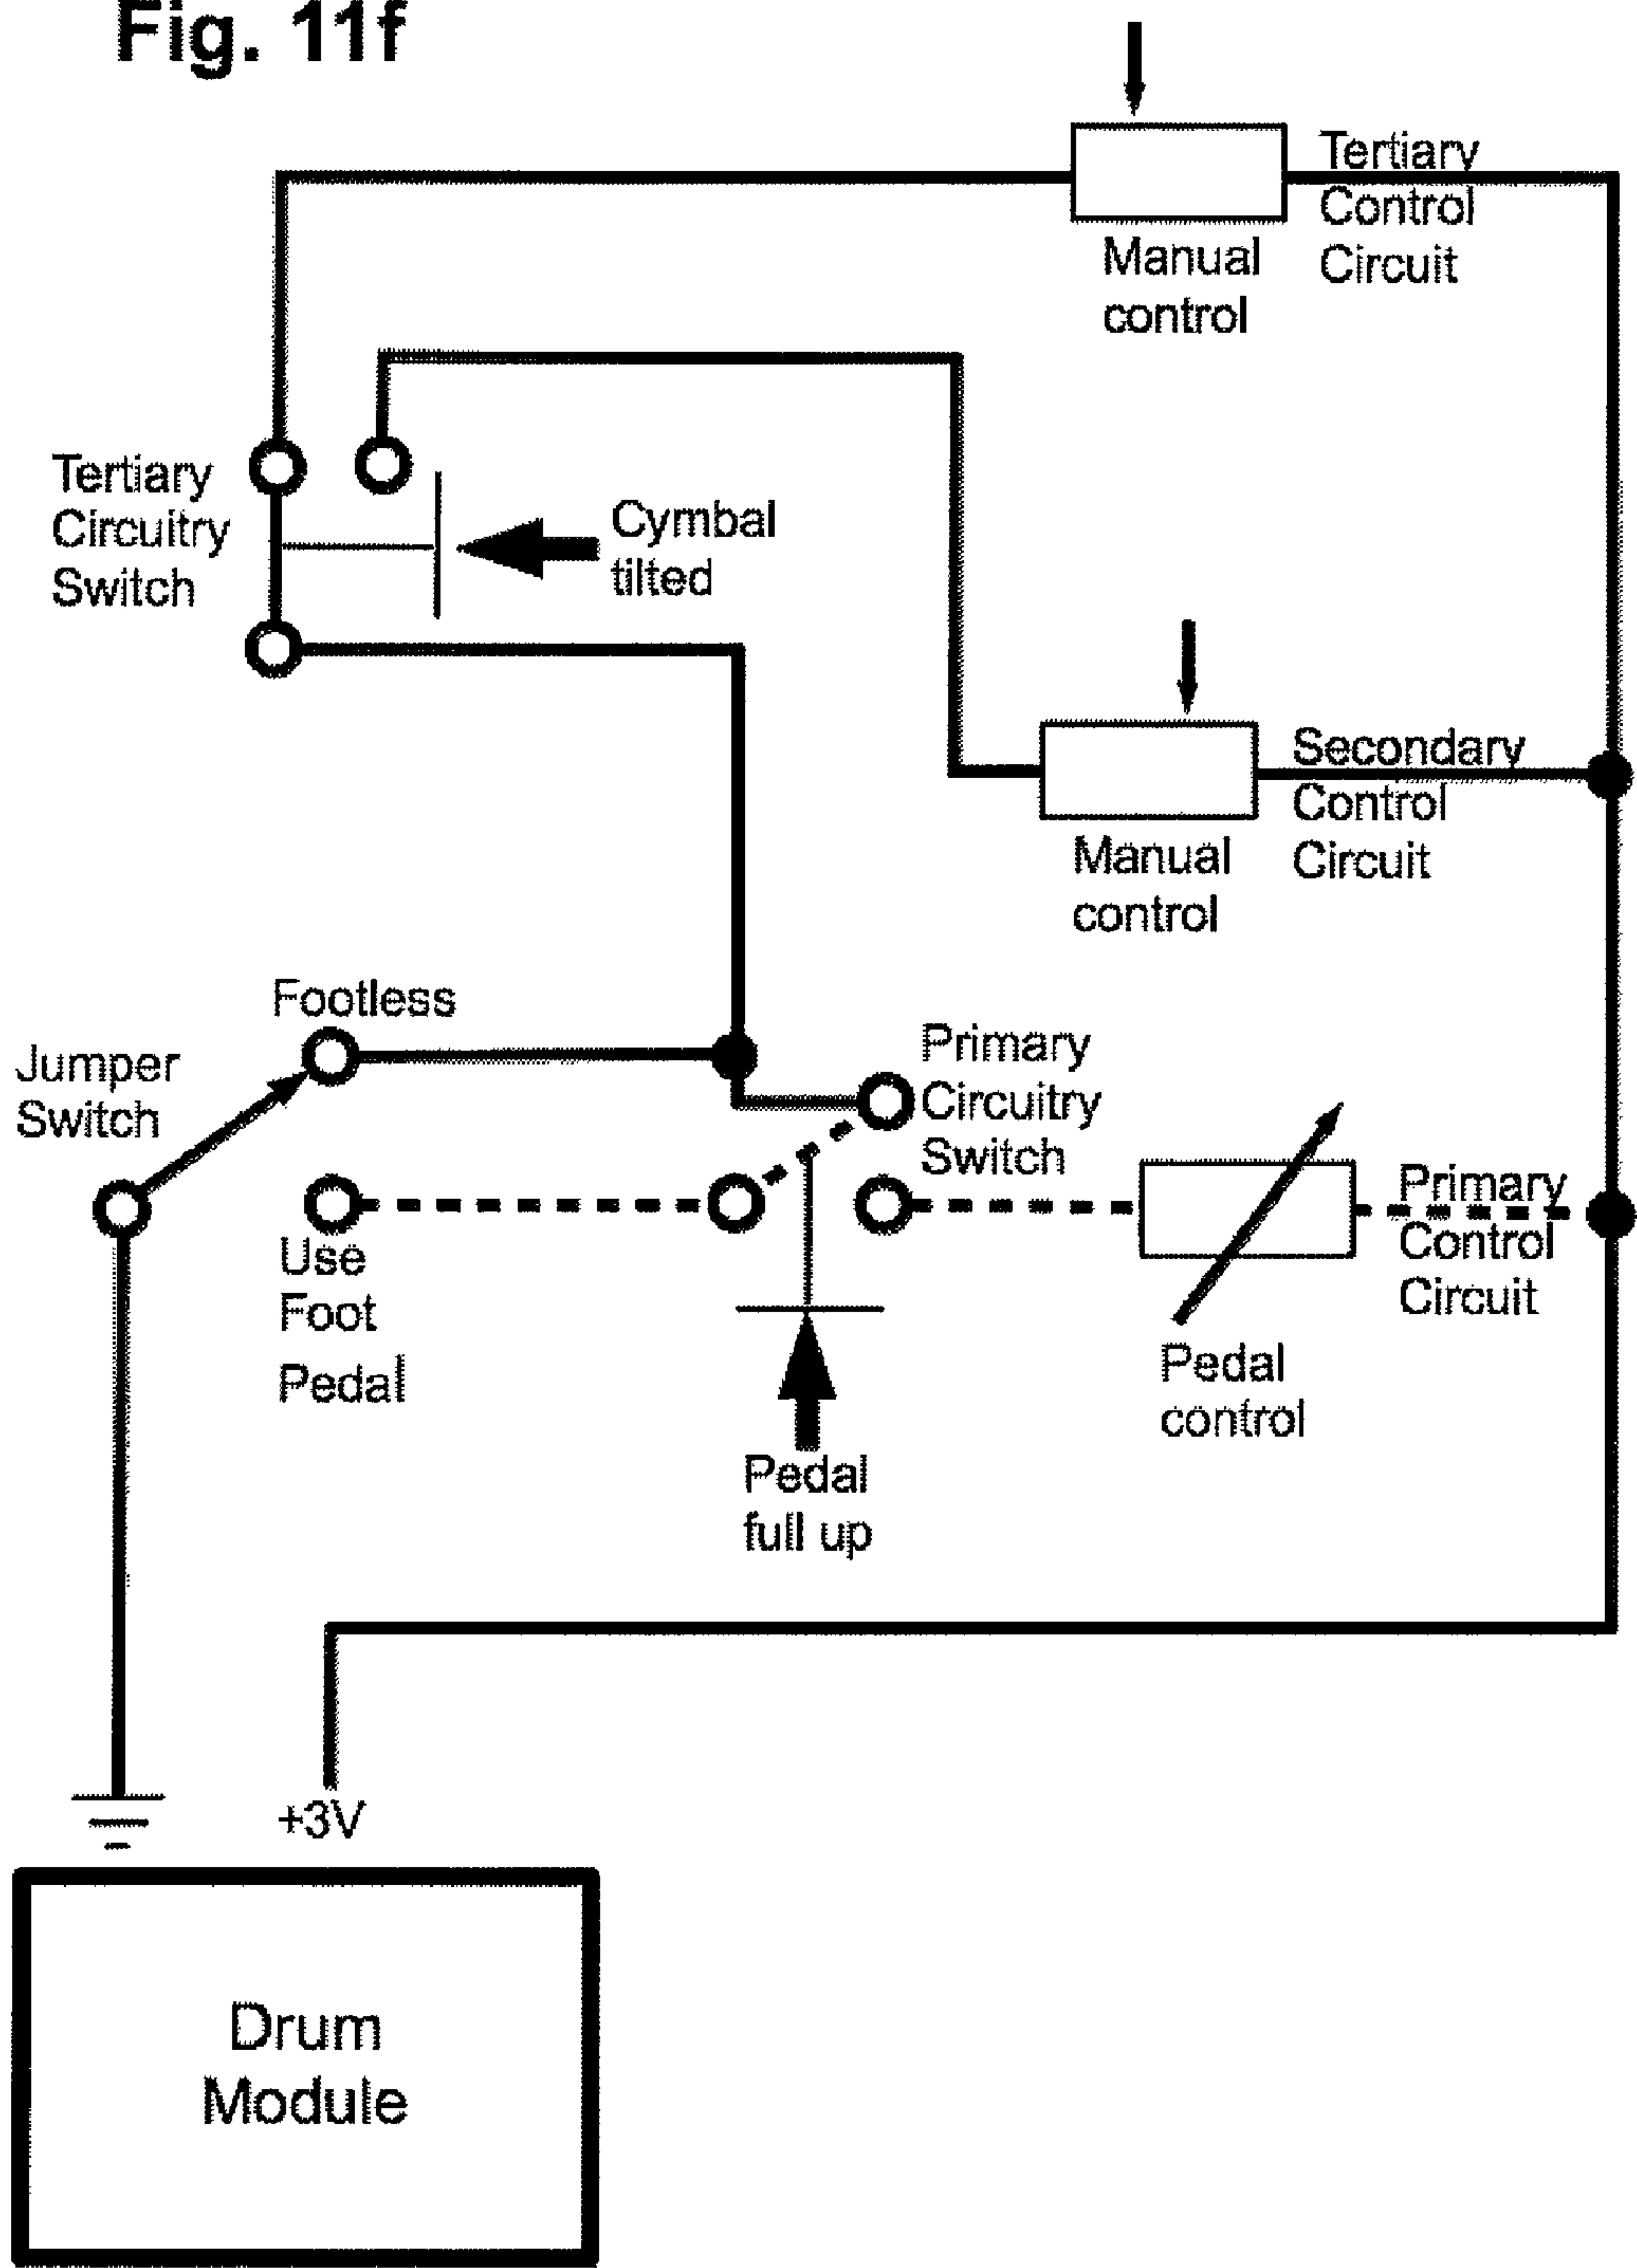 Fig. 11f
Tertiary
Control
Circuit
Manual
control
Tertiary
Circuitry
Switch
Cymbal
tilted
Secondary
Control
Circuit
Manual
control
Footless
Jumper
Switch
Primary
Circuitry
Switch
Use
Foot
Pedal
Primary
Control
Circuit
Pedal
control
Pedal
full up
+3V
Drum
Module